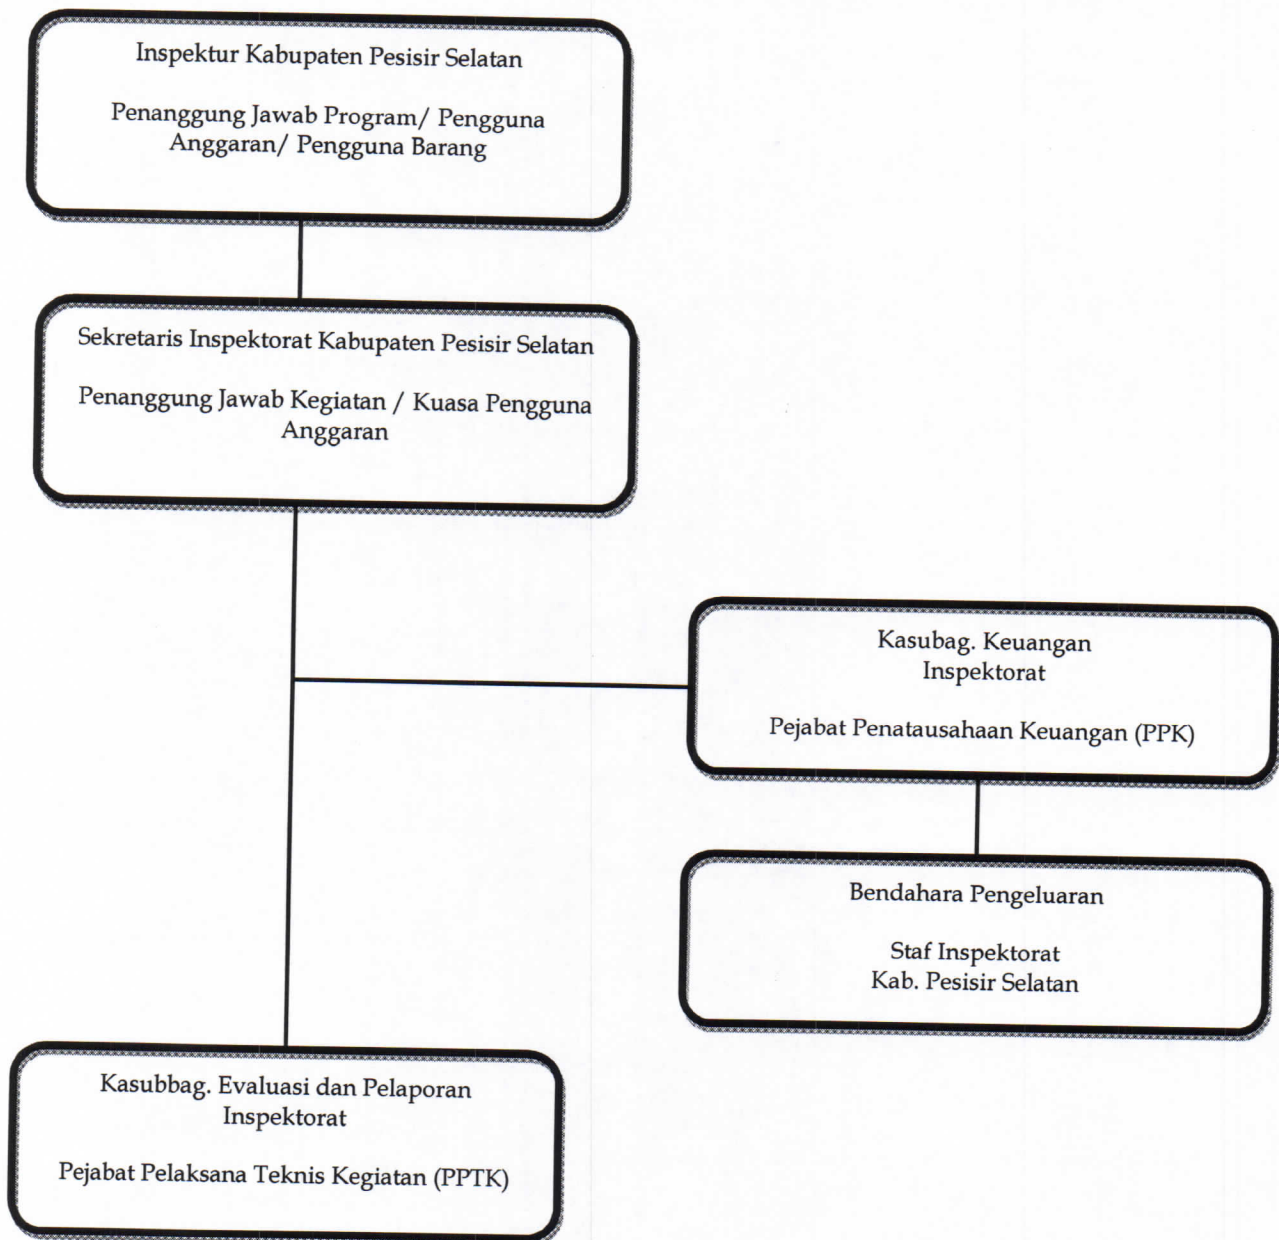 Inspektur Kabupaten Pesisir Selatan
Penanggung Jawab Program/ Pengguna
Anggaran/ Pengguna Barang
Sekretaris Inspektorat Kabupaten Pesisir Selatan
Penanggung Jawab Kegiatan / Kuasa Pengguna
Anggaran
Kasubag. Keuangan
Inspektorat
Pejabat Penatausahaan Keuangan (PPK)
Bendahara Pengeluaran
Staf Inspektorat
Kab. Pesisir Selatan
Kasubbag. Evaluasi dan Pelaporan
Inspektorat
Pejabat Pelaksana Teknis Kegiatan (PPTK)